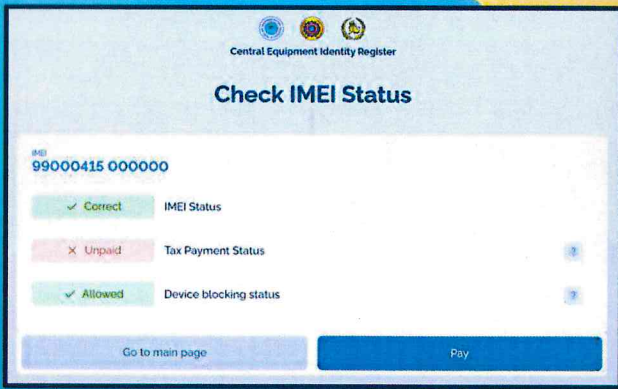 Central Equipment Identity Register
Check IMEI Status
IMEI
99000415 000000
✓ Correct IMEI Status
× Unpaid Tax Payment Status ?
✓ Allowed Device blocking status ?
Go to main page Pay